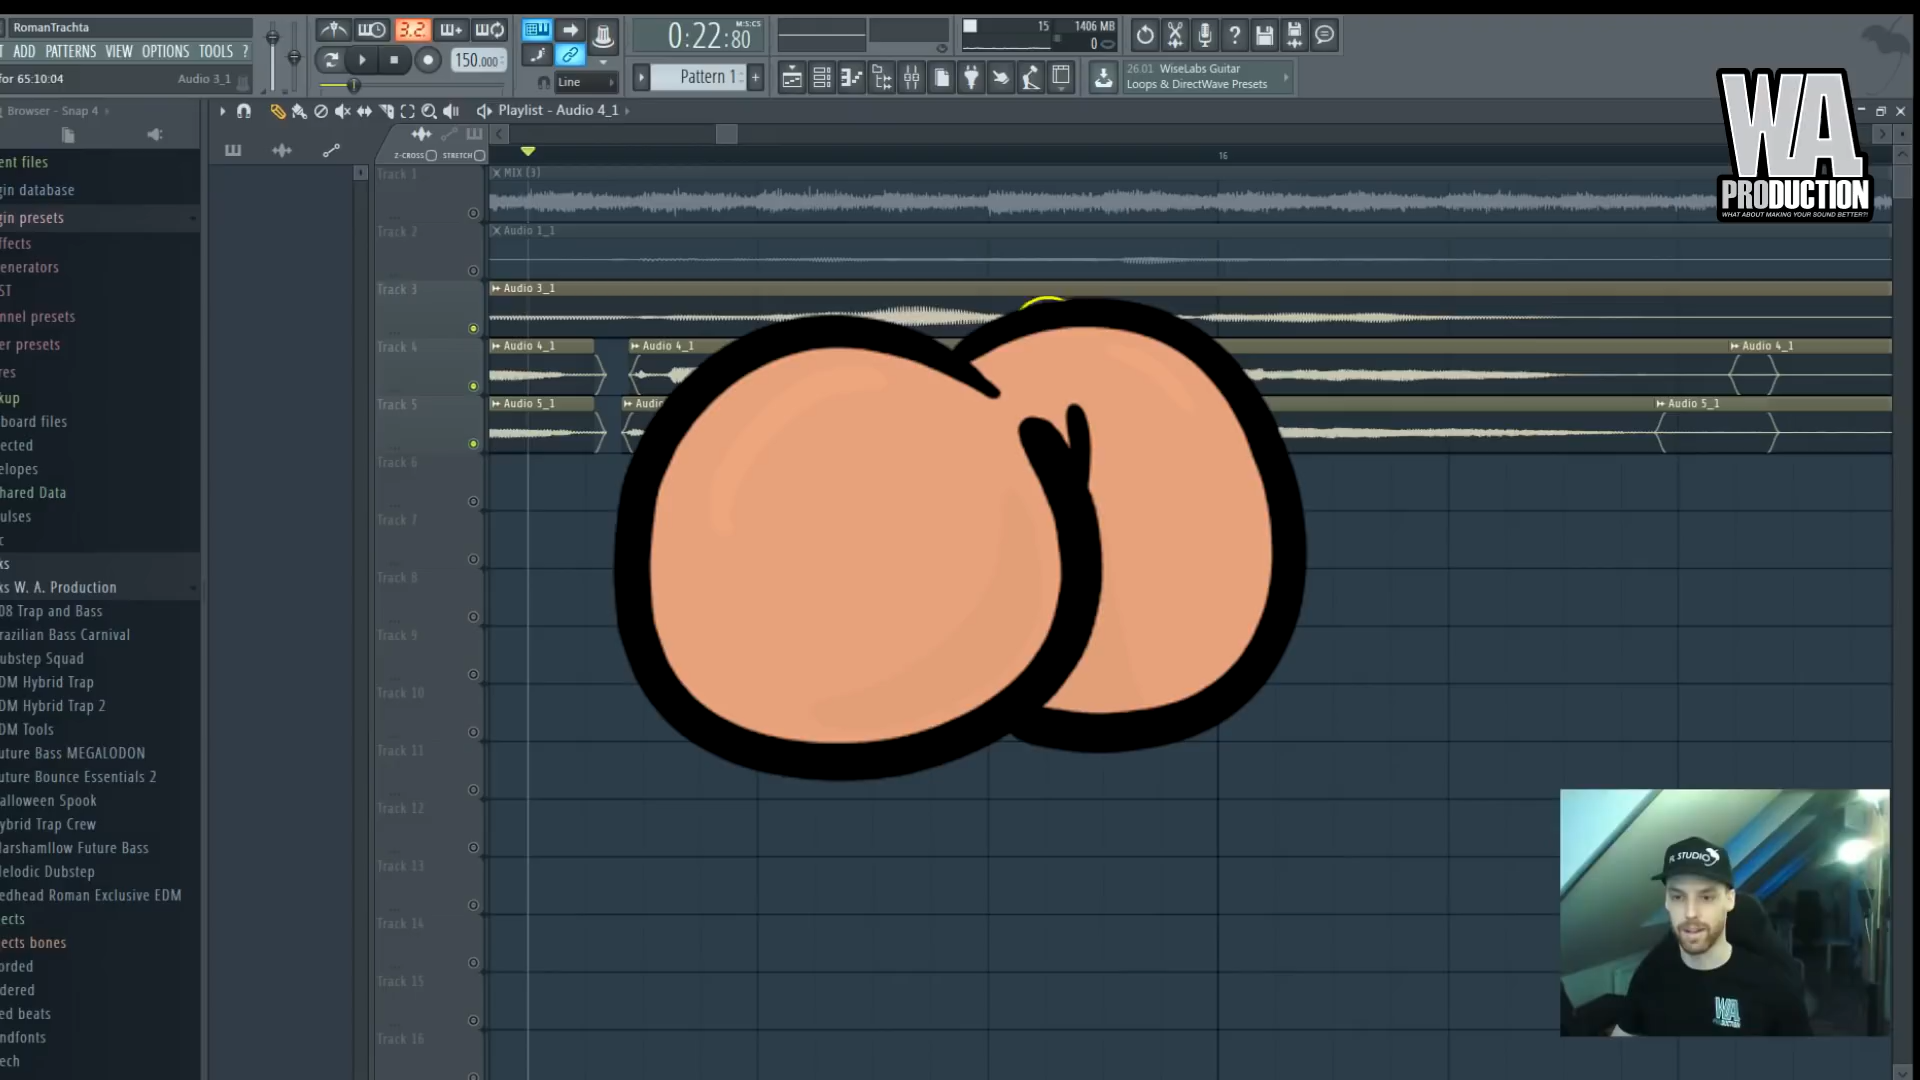 RomanTrachta
ADD PATTERNS VIEW OPTIONS TOOLS ?
for 65:10:04 Audio 3_1
3.2
150.000
Line
0:22:80
M:S:CS
Pattern 1
15 1406 MB
0
26.01 WiseLabs Guitar
Loops & DirectWave Presets
Browser - Snap 4
Playlist - Audio 4_1
Z-CROSS STRETCH
16
WA
PRODUCTION
WHAT ABOUT MAKING YOUR SOUND BETTER?!
ent files
gin database
gin presets
ffects
enerators
ST
nnel presets
er presets
res
kup
board files
ected
elopes
hared Data
ulses
c
ks
ks W. A. Production
08 Trap and Bass
razilian Bass Carnival
ubstep Squad
DM Hybrid Trap
DM Hybrid Trap 2
DM Tools
uture Bass MEGALODON
uture Bounce Essentials 2
alloween Spook
ybrid Trap Crew
arshamllow Future Bass
elodic Dubstep
edhead Roman Exclusive EDM
ects
ects bones
orded
dered
ed beats
ndfonts
ech
Track 1
MIX (3)
Track 2
Audio 1_1
Track 3
Audio 3_1
Track 4
Audio 4_1
Audio 4_1
Audio 4_1
Track 5
Audio 5_1
Audio
Audio 5_1
Track 6
Track 7
Track 8
Track 9
Track 10
Track 11
Track 12
Track 13
Track 14
Track 15
Track 16
FL STUDIO
WA